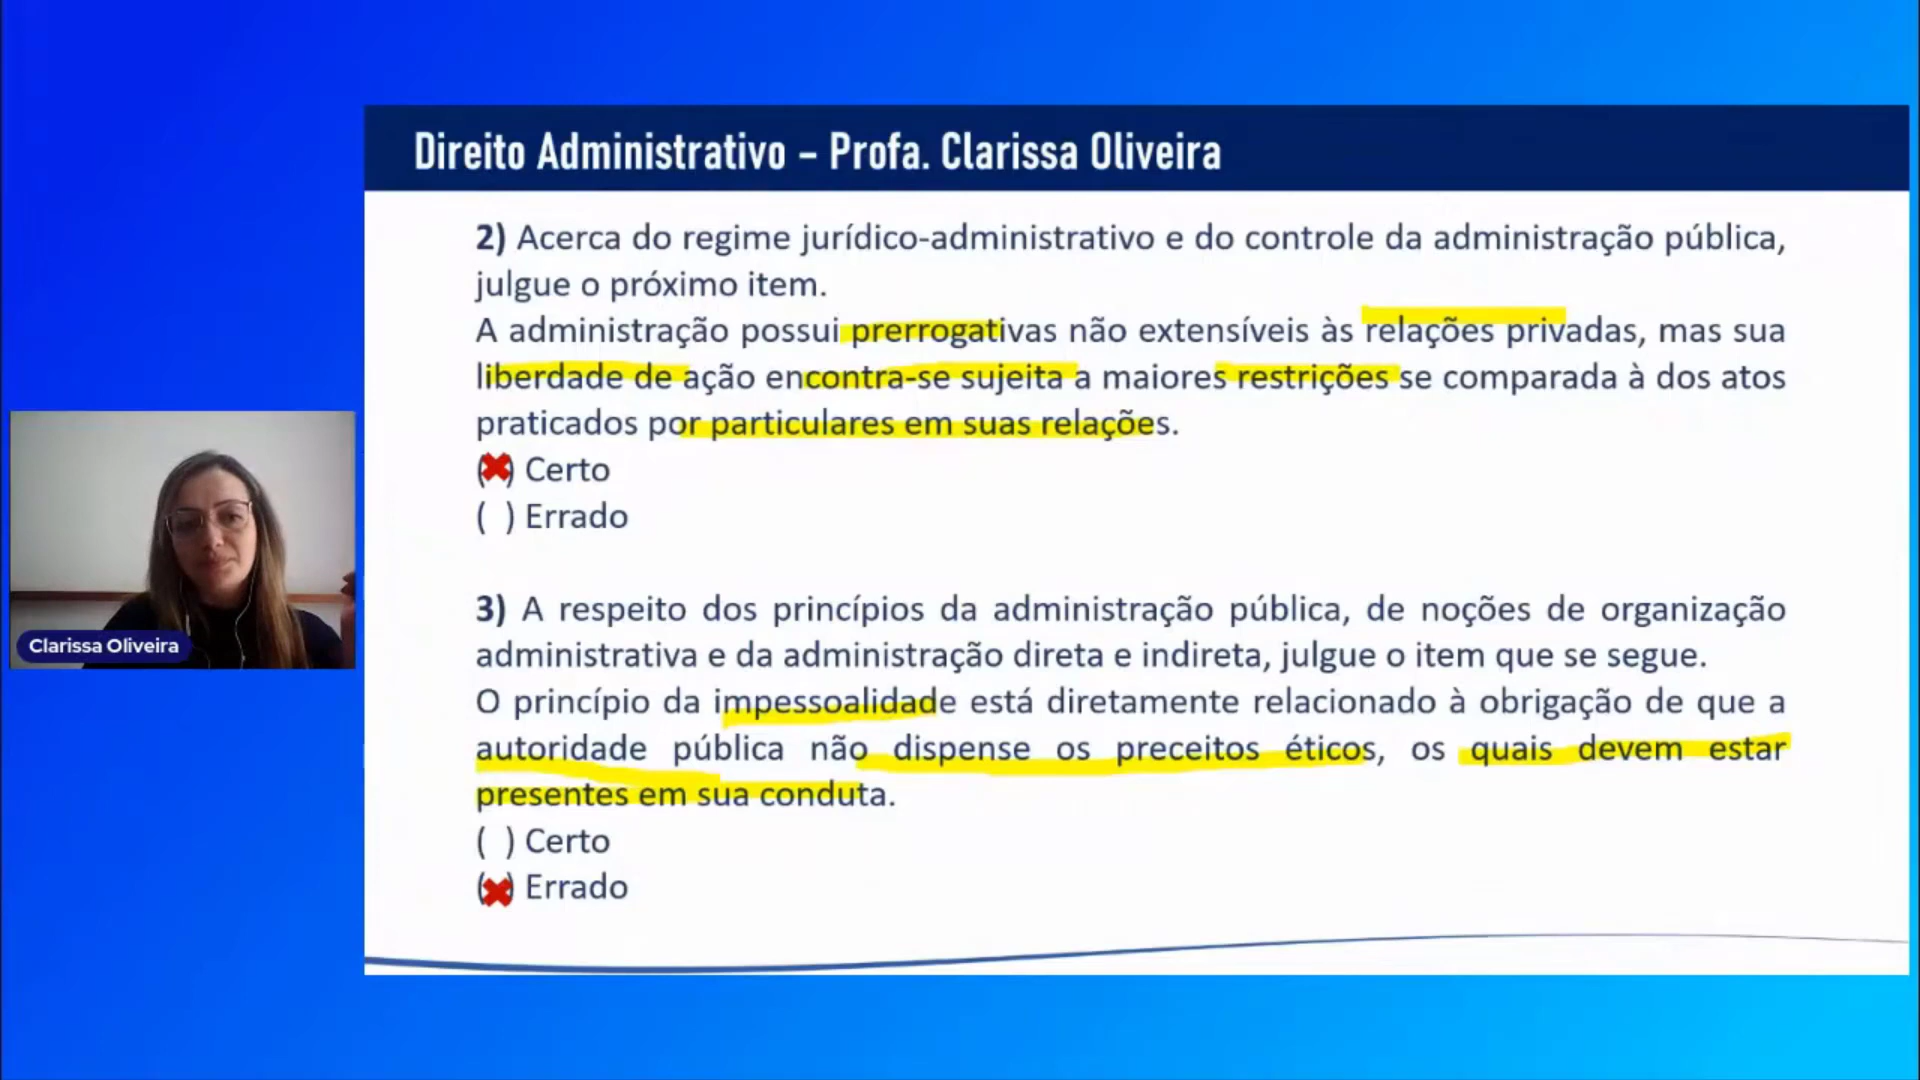 Direito Administrativo – Profa. Clarissa Oliveira
2) Acerca do regime jurídico-administrativo e do controle da administração pública,
julgue o próximo item.
A administração possui prerrogativas não extensíveis às relações privadas, mas sua
liberdade de ação encontra-se sujeita a maiores restrições se comparada à dos atos
praticados por particulares em suas relações.
(✖) Certo
( ) Errado
3) A respeito dos princípios da administração pública, de noções de organização
administrativa e da administração direta e indireta, julgue o item que se segue.
O princípio da impessoalidade está diretamente relacionado à obrigação de que a
autoridade pública não dispense os preceitos éticos, os quais devem estar
presentes em sua conduta.
( ) Certo
(✖) Errado
Clarissa Oliveira